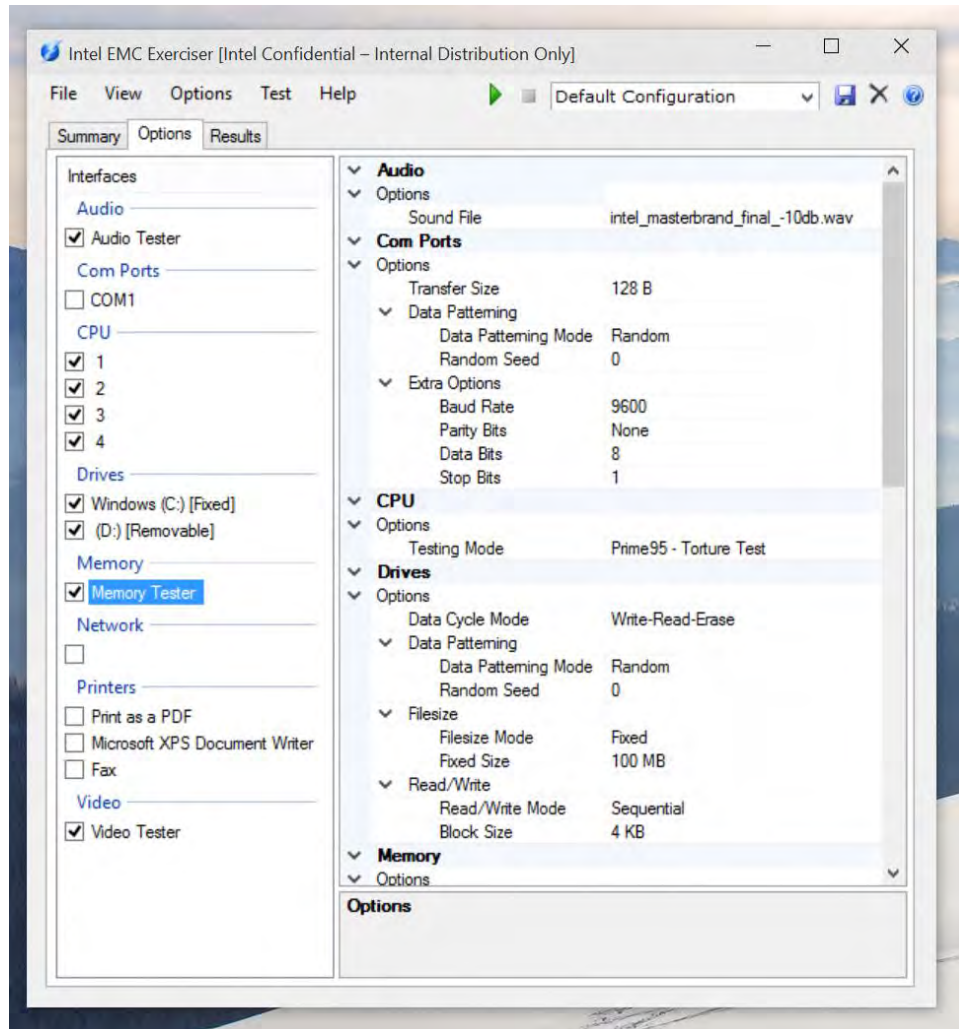 Intel EMC Exerciser [Intel Confidential – Internal Distribution Only]
File View Options Test Help Default Configuration
Summary Options Results
Interfaces
Audio
Audio Tester
Com Ports
COM1
CPU
1
2
3
4
Drives
Windows (C:) [Fixed]
(D:) [Removable]
Memory
Memory Tester
Network
Printers
Print as a PDF
Microsoft XPS Document Writer
Fax
Video
Video Tester
Audio
Options
Sound File intel_masterbrand_final_-10db.wav
Com Ports
Options
Transfer Size 128 B
Data Patterning
Data Patterning Mode Random
Random Seed 0
Extra Options
Baud Rate 9600
Parity Bits None
Data Bits 8
Stop Bits 1
CPU
Options
Testing Mode Prime95 - Torture Test
Drives
Options
Data Cycle Mode Write-Read-Erase
Data Patterning
Data Patterning Mode Random
Random Seed 0
Filesize
Filesize Mode Fixed
Fixed Size 100 MB
Read/Write
Read/Write Mode Sequential
Block Size 4 KB
Memory
Options
Options